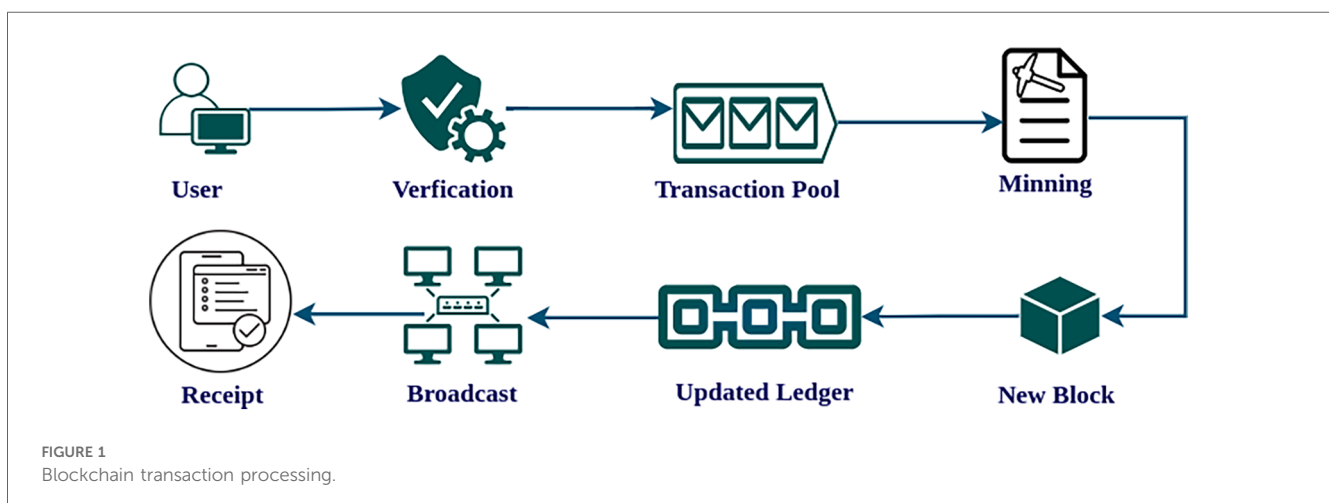 User
Verfication
Transaction Pool
Minning
Receipt
Broadcast
Updated Ledger
New Block
FIGURE 1
Blockchain transaction processing.